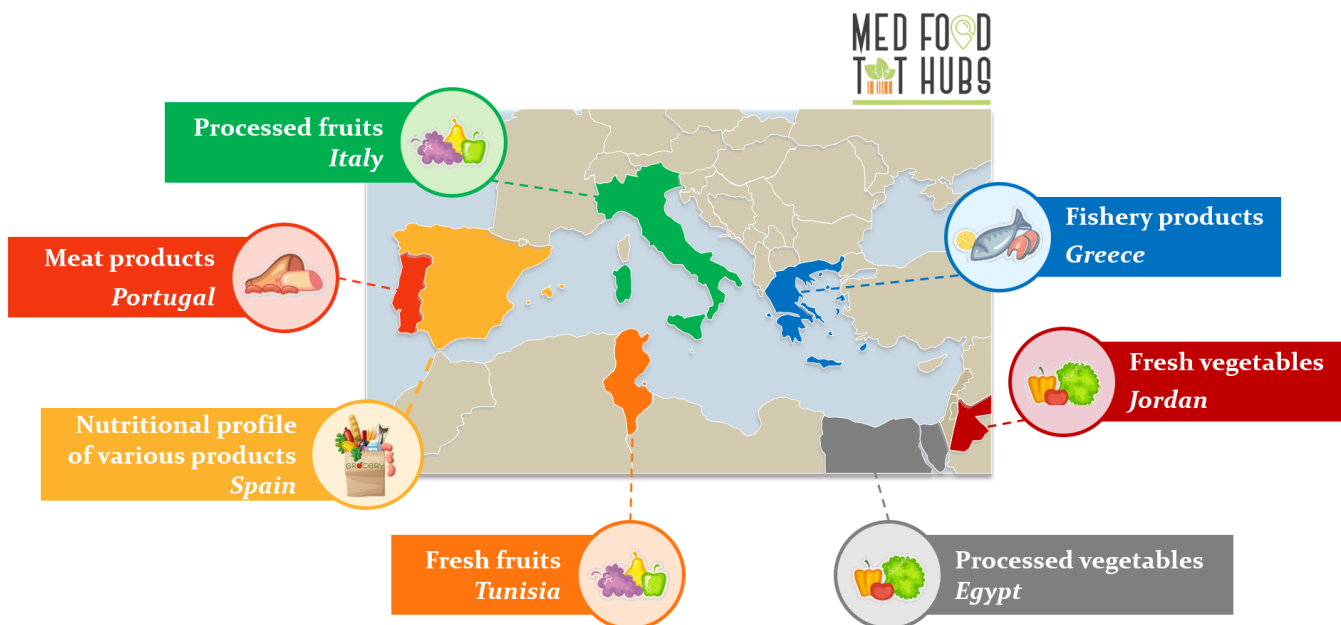 MED FOOD
TTT HUBS
Processed fruits
Italy
Fishery products
Greece
Meat products
Portugal
Fresh vegetables
Jordan
Nutritional profile
of various products
Spain
GROCERY
Fresh fruits
Tunisia
Processed vegetables
Egypt